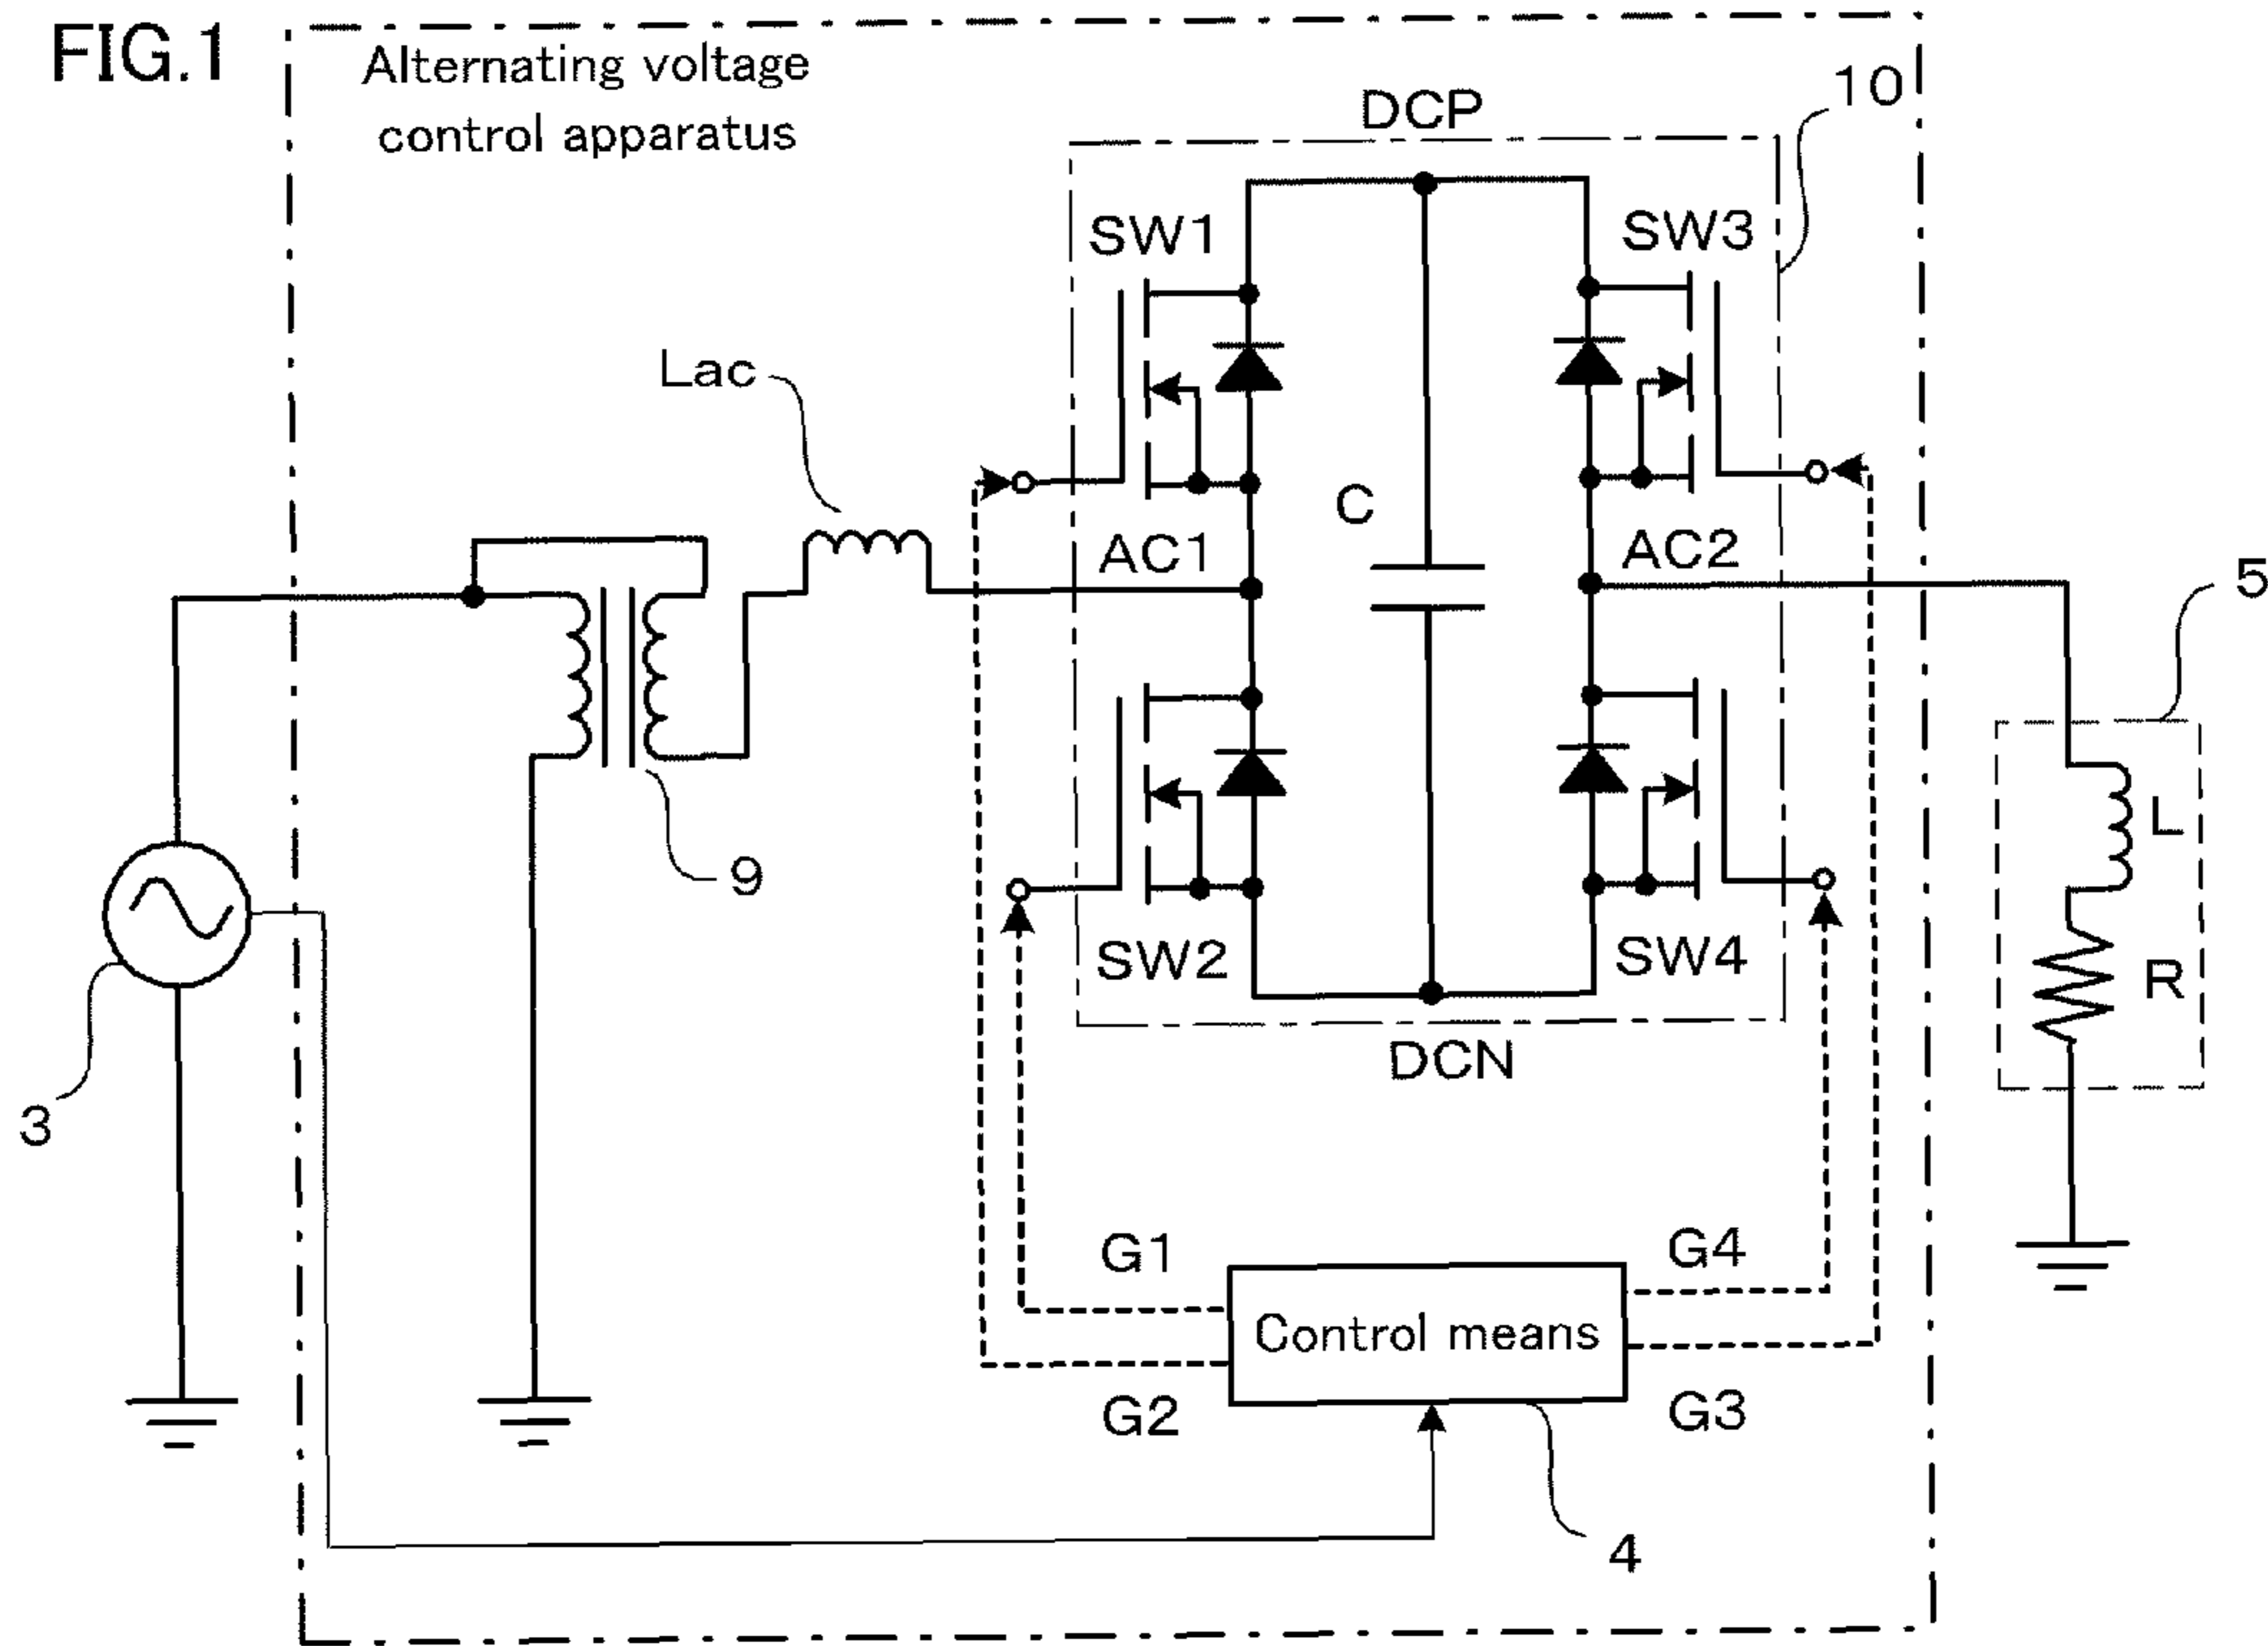 FIG.1
Alternating voltage
control apparatus
DCP
10
SW1
SW3
Lac
C
AC1
AC2
5
L
9
SW2
SW4
R
DCN
3
G1
G4
Control means
G2
G3
4